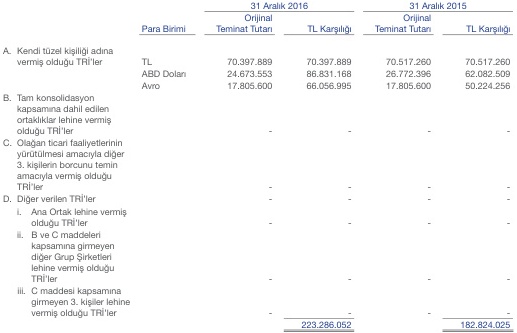 31 Aralık 2016 31 Aralık 2015
Orijinal Orijinal
Para Birimi Teminat Tutarı TL Karşılığı Teminat Tutarı TL Karşılığı
A. Kendi tüzel kişiliği adına
vermiş olduğu TRİ'ler TL 70.397.889 70.397.889 70.517.260 70.517.260
ABD Doları 24.673.553 86.831.168 26.772.396 62.082.509
Avro 17.805.600 66.056.995 17.805.600 50.224.256
B. Tam konsolidasyon
kapsamına dahil edilen
ortaklıklar lehine vermiş
olduğu TRİ'ler - - - -
C. Olağan ticari faaliyetlerinin
yürütülmesi amacıyla diğer
3. kişilerin borcunu temin
amacıyla vermiş olduğu
TRİ'ler - - - -
D. Diğer verilen TRİ'ler - - - -
i. Ana Ortak lehine vermiş
olduğu TRİ'ler - - - -
ii. B ve C maddeleri
kapsamına girmeyen
diğer Grup Şirketleri
lehine vermiş olduğu
TRİ'ler - - - -
iii. C maddesi kapsamına
girmeyen 3. kişiler lehine
vermiş olduğu TRİ'ler - - - -
223.286.052 182.824.025